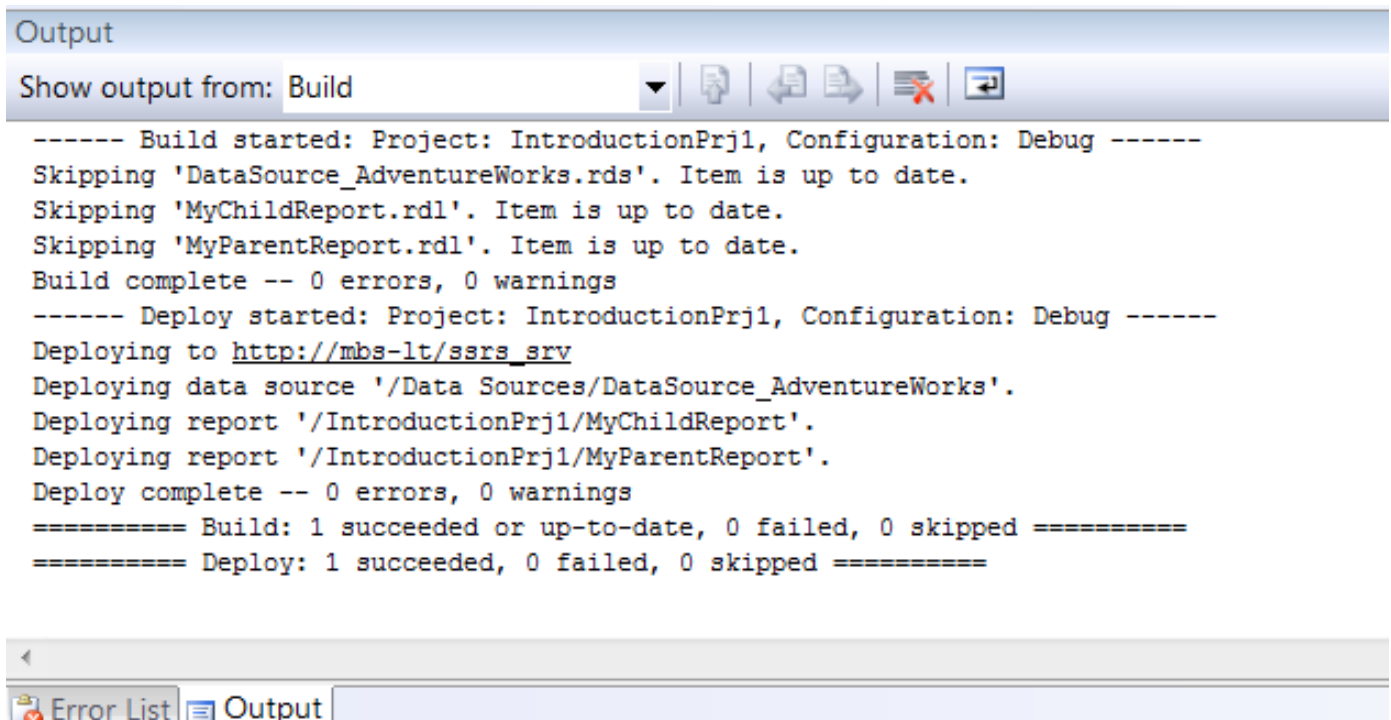 Output
Show output from: Build
------ Build started: Project: IntroductionPrj1, Configuration: Debug ------
Skipping 'DataSource_AdventureWorks.rds'. Item is up to date.
Skipping 'MyChildReport.rdl'. Item is up to date.
Skipping 'MyParentReport.rdl'. Item is up to date.
Build complete -- 0 errors, 0 warnings
------ Deploy started: Project: IntroductionPrj1, Configuration: Debug ------
Deploying to http://mbs-lt/ssrs_srv
Deploying data source '/Data Sources/DataSource_AdventureWorks'.
Deploying report '/IntroductionPrj1/MyChildReport'.
Deploying report '/IntroductionPrj1/MyParentReport'.
Deploy complete -- 0 errors, 0 warnings
========== Build: 1 succeeded or up-to-date, 0 failed, 0 skipped ==========
========== Deploy: 1 succeeded, 0 failed, 0 skipped ==========
Error List Output